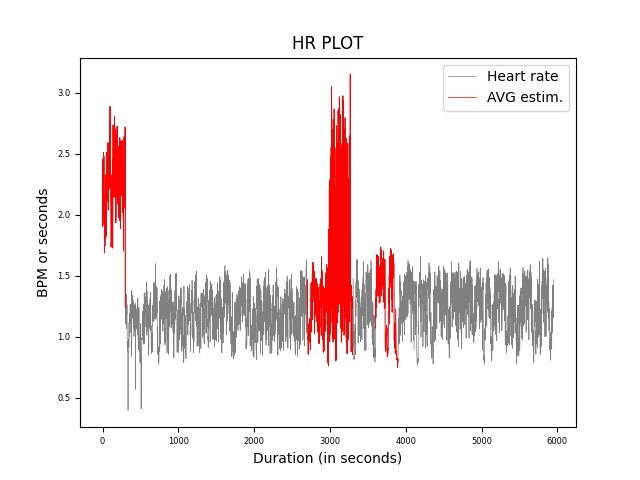 HR PLOT
Heart rate
AVG estim.
BPM or seconds
3.0
2.5
2.0
1.5
1.0
0.5
0 1000 2000 3000 4000 5000 6000
Duration (in seconds)